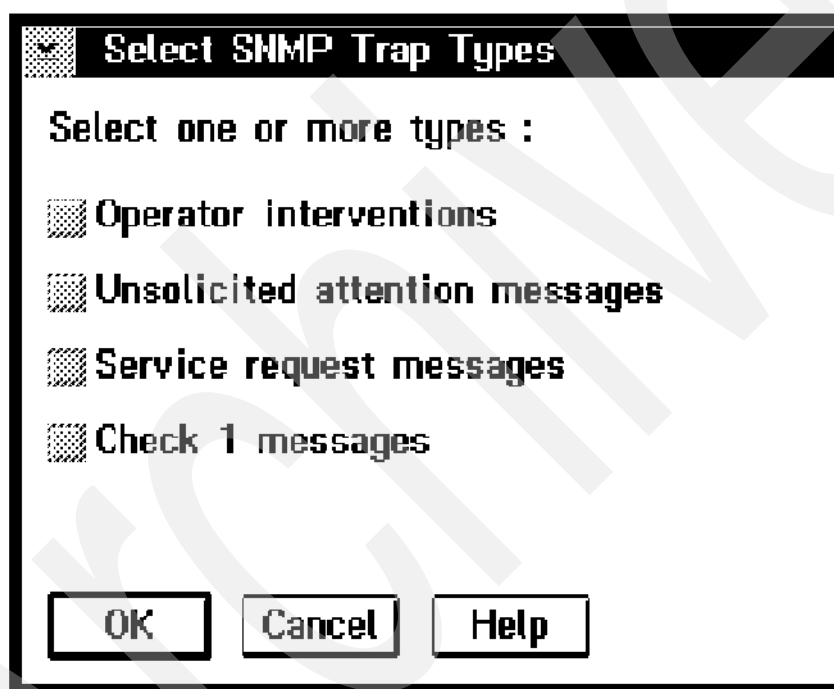 Select SNMP Trap Types
Select one or more types :
Operator interventions
Unsolicited attention messages
Service request messages
Check 1 messages
OK Cancel Help